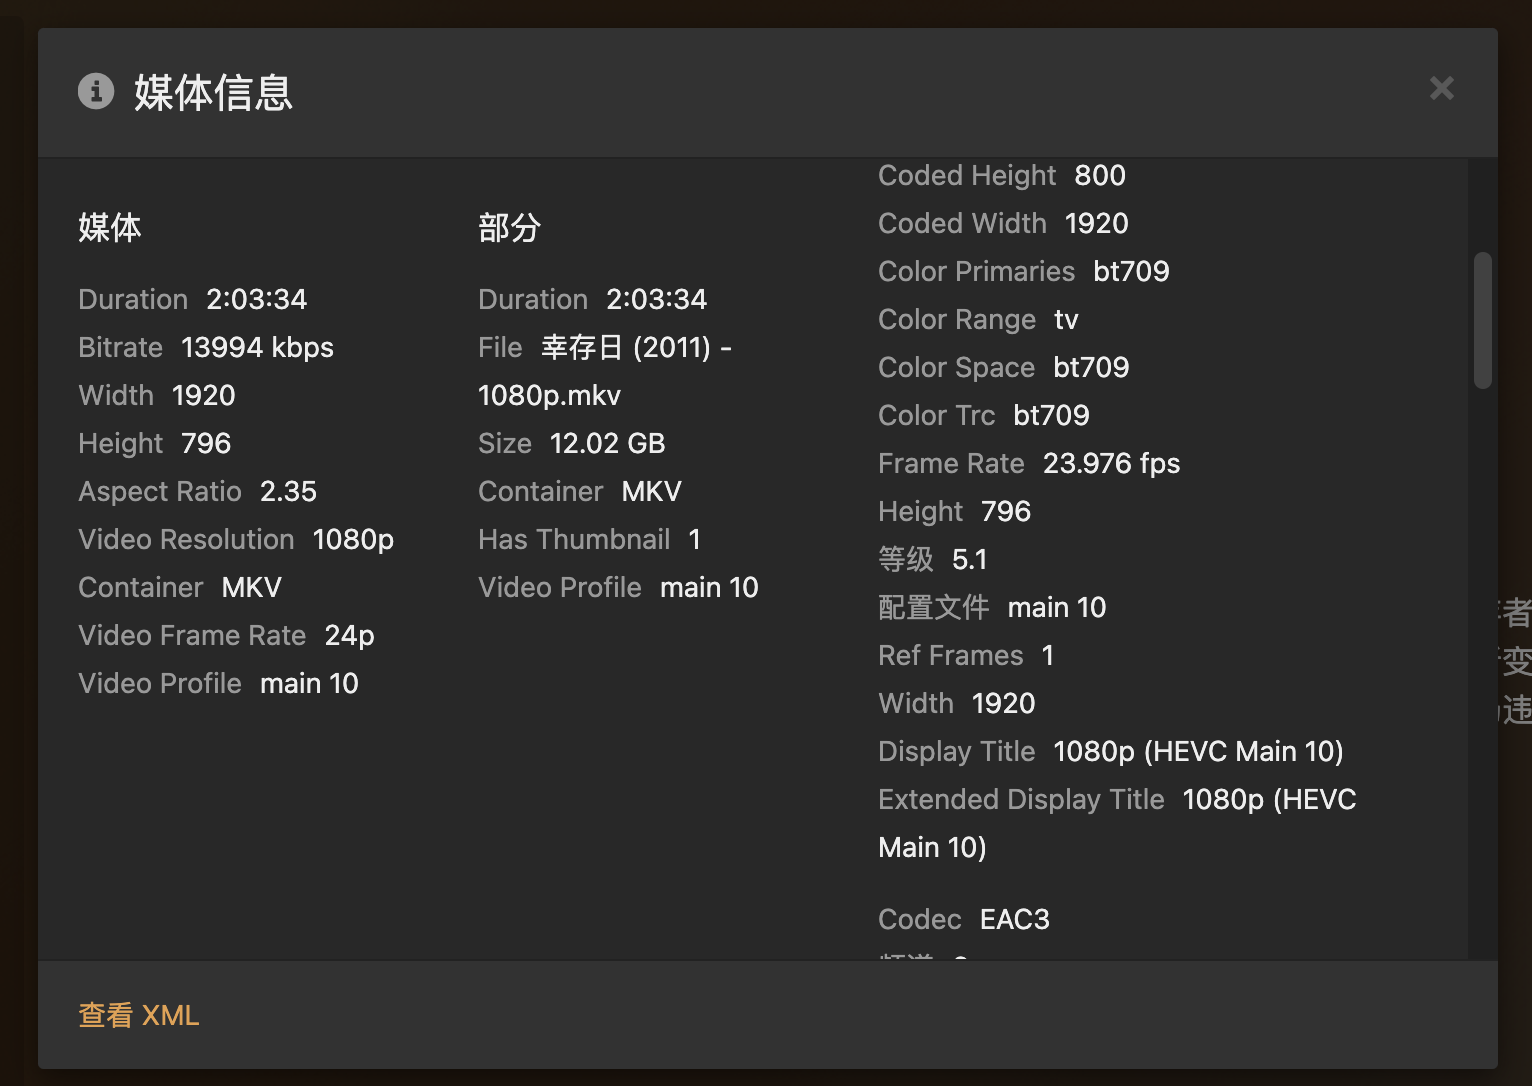 媒体信息
媒体
Duration 2:03:34
Bitrate 13994 kbps
Width 1920
Height 796
Aspect Ratio 2.35
Video Resolution 1080p
Container MKV
Video Frame Rate 24p
Video Profile main 10
部分
Duration 2:03:34
File 幸存日 (2011) -
1080p.mkv
Size 12.02 GB
Container MKV
Has Thumbnail 1
Video Profile main 10
Coded Height 800
Coded Width 1920
Color Primaries bt709
Color Range tv
Color Space bt709
Color Trc bt709
Frame Rate 23.976 fps
Height 796
等级 5.1
配置文件 main 10
Ref Frames 1
Width 1920
Display Title 1080p (HEVC Main 10)
Extended Display Title 1080p (HEVC
Main 10)
Codec EAC3
查看 XML
者
变
违